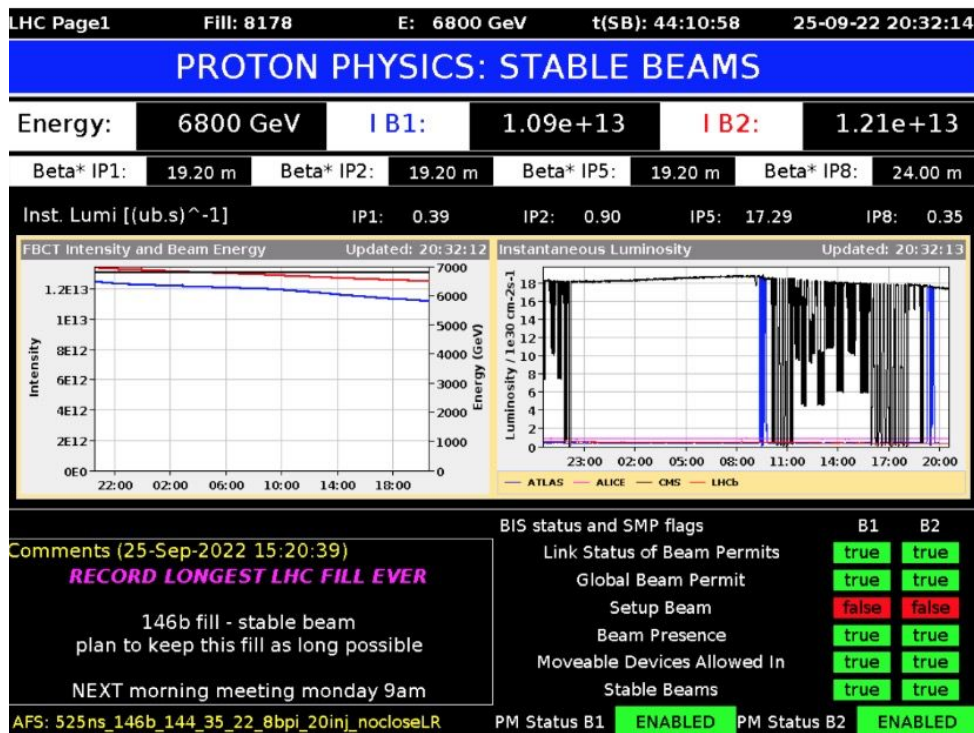 LHC Page1 Fill: 8178 E: 6800 GeV t(SB): 44:10:58 25-09-22 20:32:14
PROTON PHYSICS: STABLE BEAMS
Energy: 6800 GeV I B1: 1.09e+13 I B2: 1.21e+13
Beta* IP1: 19.20 m Beta* IP2: 19.20 m Beta* IP5: 19.20 m Beta* IP8: 24.00 m
Inst. Lumi [(ub.s)^-1] IP1: 0.39 IP2: 0.90 IP5: 17.29 IP8: 0.35
FBCT Intensity and Beam Energy Updated: 20:32:12
Intensity
1.2E13
1E13
8E12
6E12
4E12
2E12
0E0
7000
6000
5000
4000
3000
2000
1000
0
Energy (GeV)
22:00 02:00 06:00 10:00 14:00 18:00
Instantaneous Luminosity Updated: 20:32:13
Luminosity / 1e30 cm-2s-1
18
16
14
12
10
8
6
4
2
0
23:00 02:00 05:00 08:00 11:00 14:00 17:00 20:00
ATLAS ALICE CMS LHCb
Comments (25-Sep-2022 15:20:39)
RECORD LONGEST LHC FILL EVER
146b fill - stable beam
plan to keep this fill as long possible
NEXT morning meeting monday 9am
BIS status and SMP flags B1 B2
Link Status of Beam Permits true true
Global Beam Permit true true
Setup Beam false false
Beam Presence true true
Moveable Devices Allowed In true true
Stable Beams true true
AFS: 525ns_146b_144_35_22_8bpi_20inj_nocloseLR PM Status B1 ENABLED PM Status B2 ENABLED